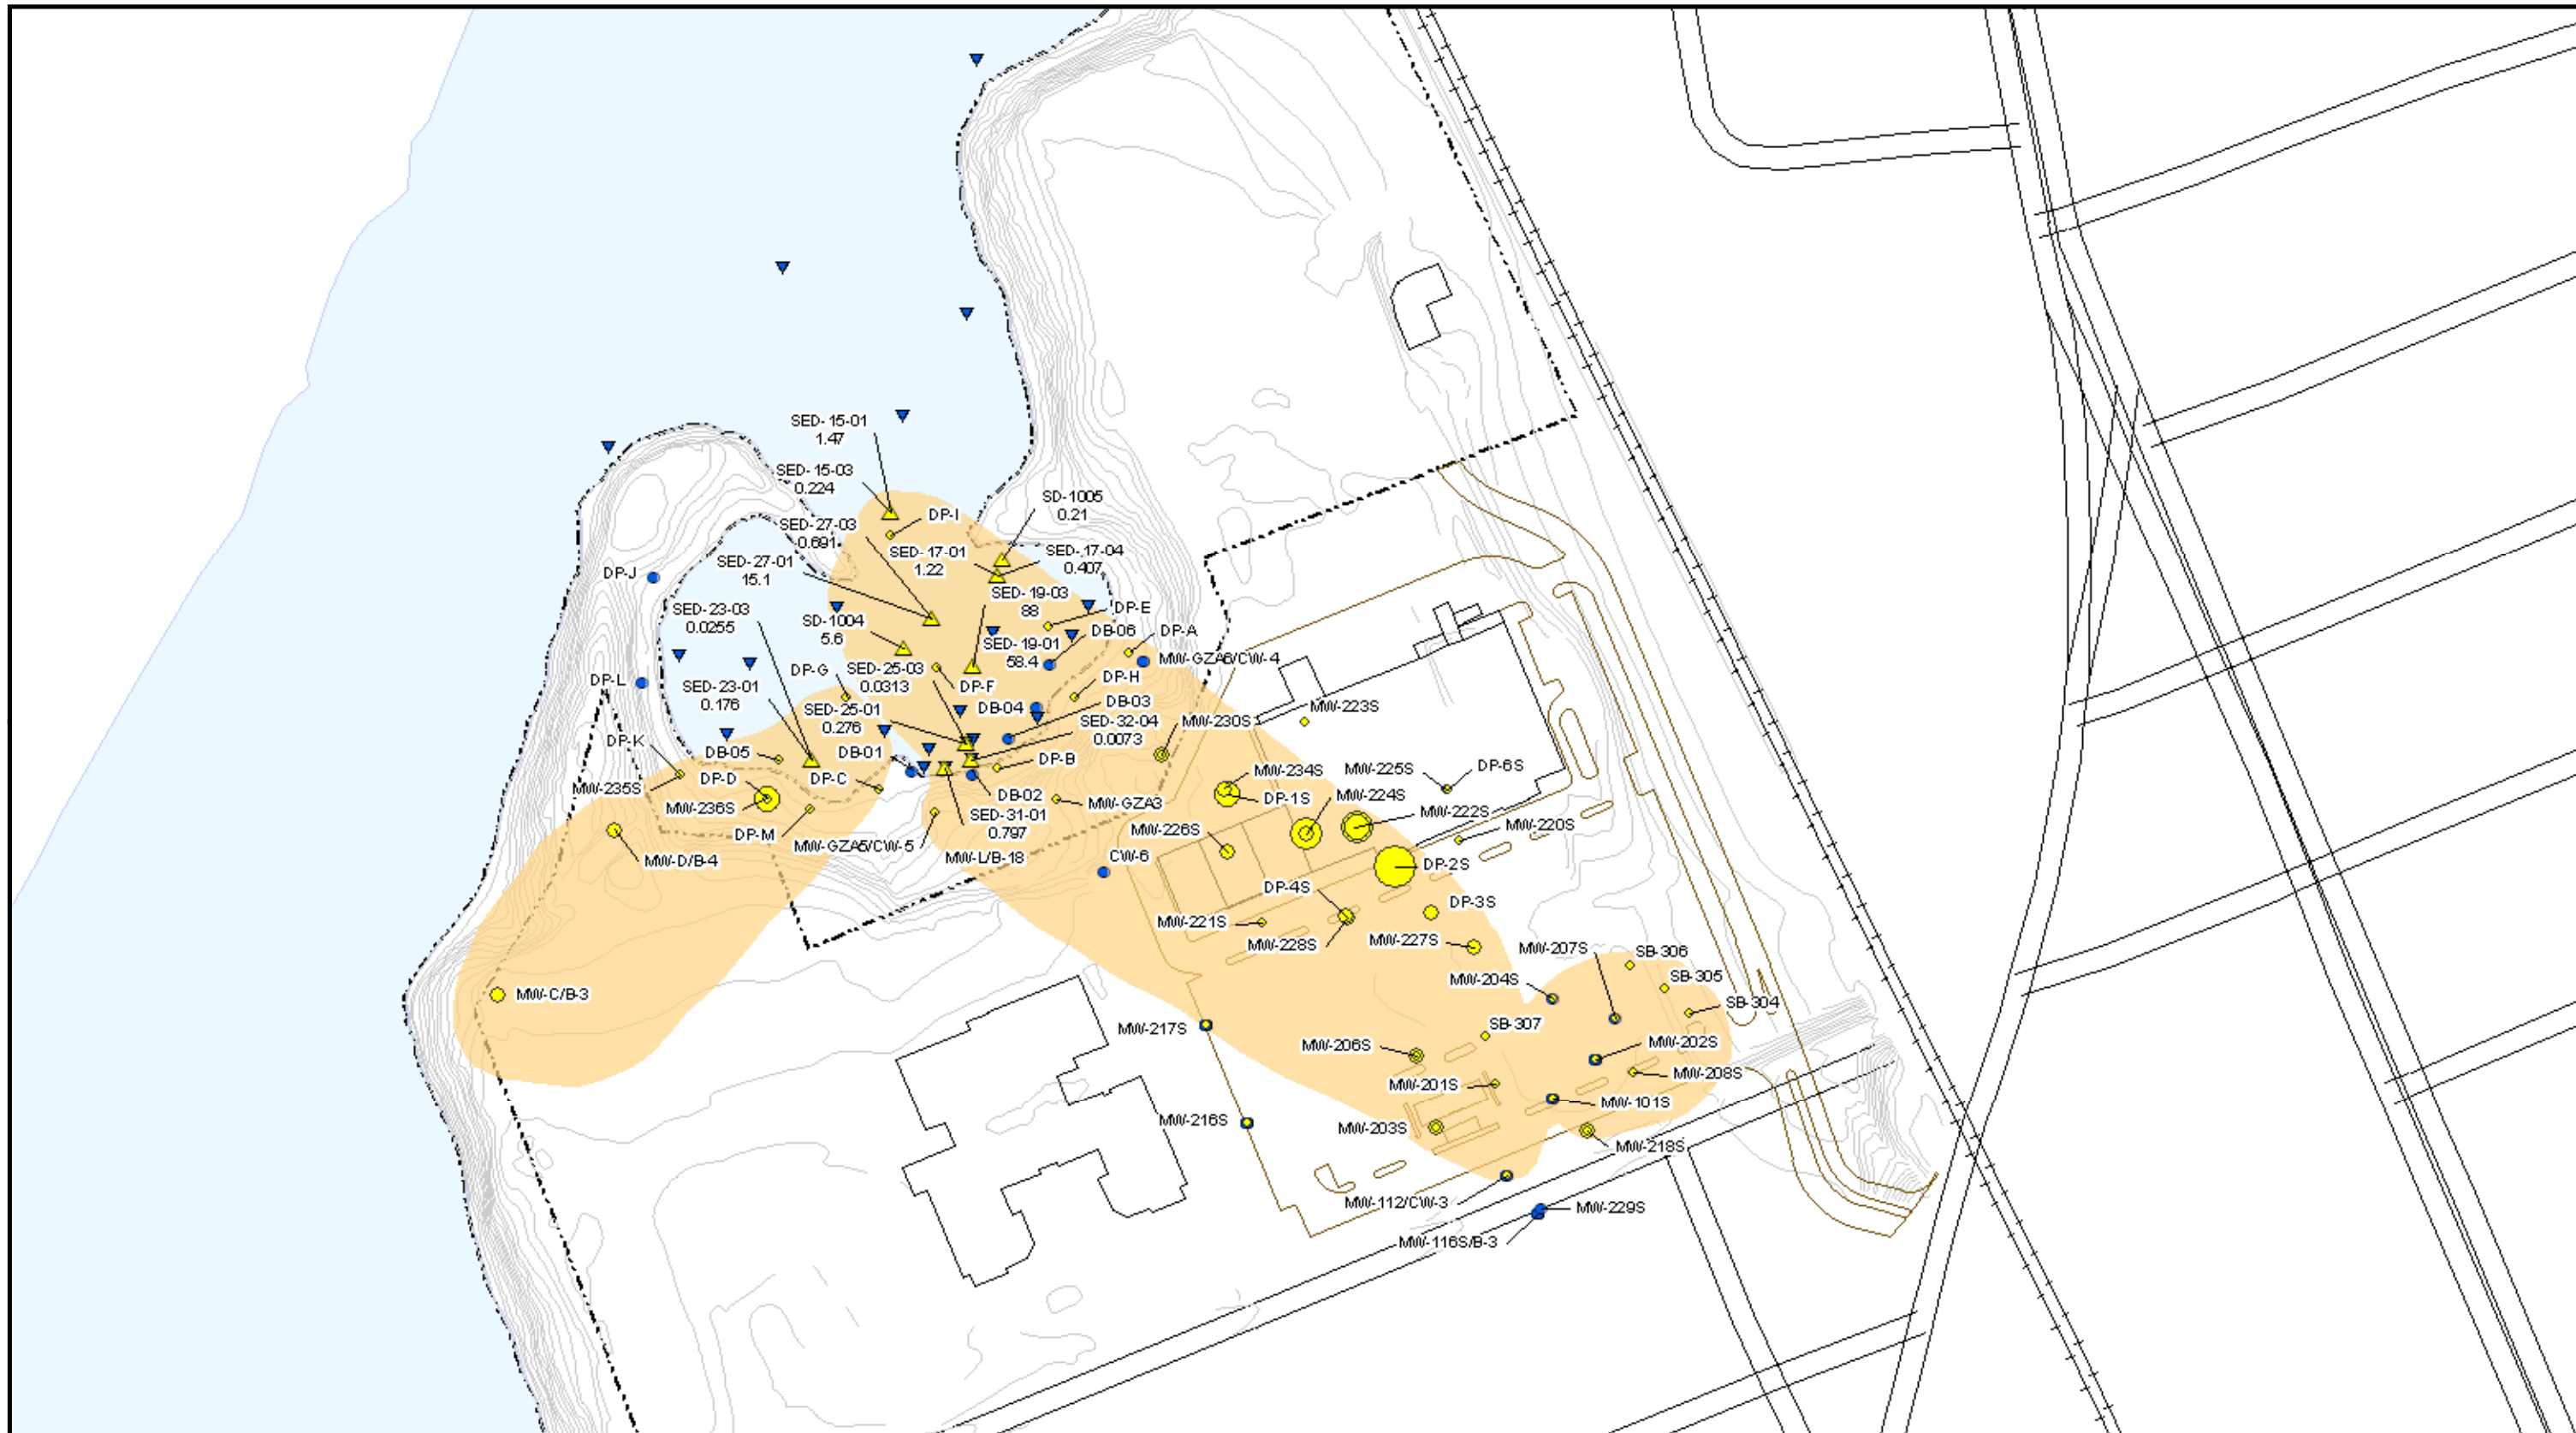 SED-15-01
1.47
SED-15-03
0.224
SD-1005
0.21
DP-I
SED-27-03
0.691
SED-17-01
1.22
SED-17-04
0.407
SED-27-01
15.1
DP-J
SED-19-03
88
DP-E
SED-23-03
0.0255
SD-1004
5.6
DB-06
DP-A
SED-19-01
58.4
MW-GZA6/CW-4
DP-G
SED-25-03
0.0313
DP-F
DP-H
DP-L
SED-23-01
0.176
DB-04
DB-03
SED-25-01
0.276
SED-32-04
0.0073
MW-230S
MW-223S
DP-K
DB-05
DB-01
DP-B
MW-235S
DP-D
DP-C
MW-234S
MW-225S
DP-6S
MW-236S
DB-02
MW-GZA3
DP-1S
MW-224S
SED-31-01
0.797
MW-222S
DP-M
MW-226S
MW-220S
MW-GZA5/CW-5
MW-D/B-4
MW-L/B-18
CW-6
DP-2S
DP-4S
DP-3S
MW-221S
MW-228S
MW-227S
MW-207S
SB-306
SB-305
MW-204S
SB-304
MW-C/B-3
MW-217S
SB-307
MW-206S
MW-202S
MW-201S
MW-208S
MW-101S
MW-216S
MW-203S
MW-218S
MW-112/CW-3
MW-229S
MW-116S/B-3